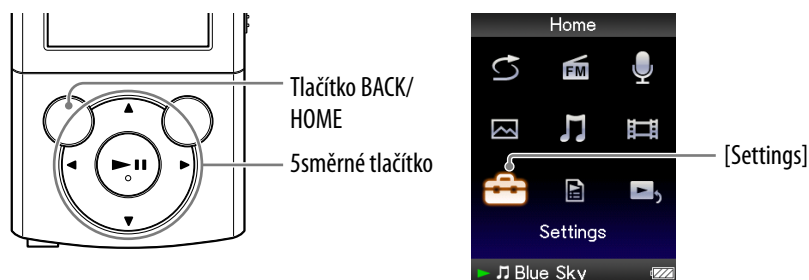 Tlačítko BACK/
HOME
5směrné tlačítko
Home
FM
[Settings]
Settings
Blue Sky